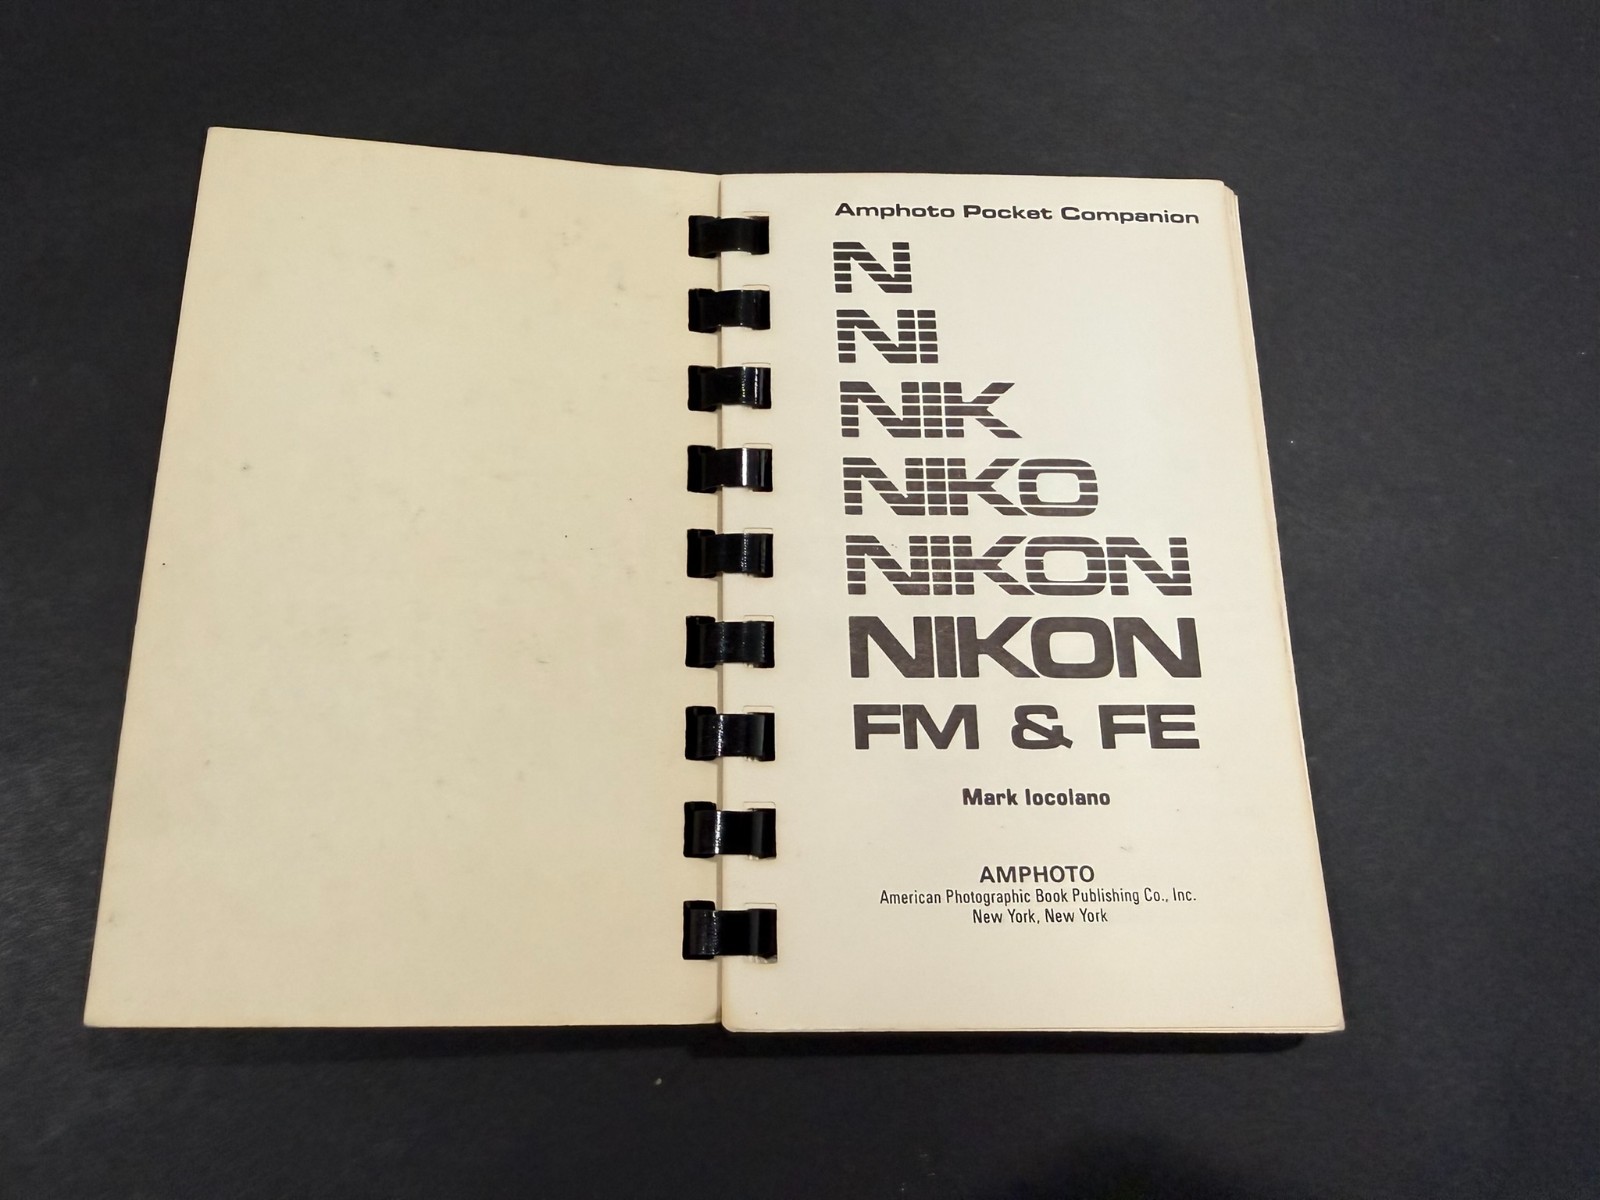 Amphoto Pocket Companion
N
NI
NIK
NIKO
NIKON
NIKON
FM & FE
Mark Iocolano
AMPHOTO
American Photographic Book Publishing Co., Inc.
New York, New York